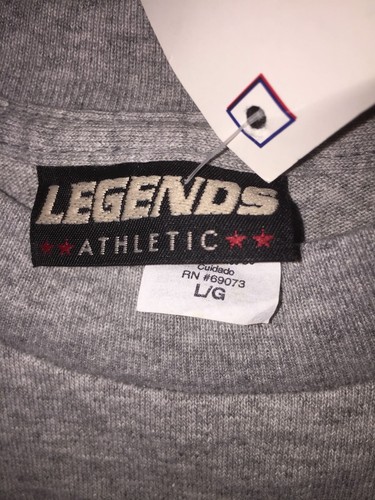 LEGENDS
ATHLETIC
Cuidado
RN #69073
L/G